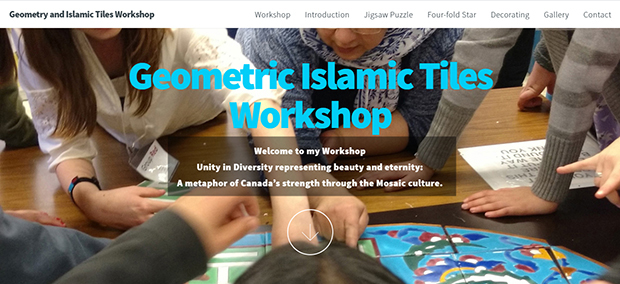 Geometry and Islamic Tiles Workshop
Workshop Introduction Jigsaw Puzzle Four-fold Star Decorating Gallery Contact
Geometric Islamic Tiles
Workshop
Welcome to my Workshop
Unity in Diversity representing beauty and eternity:
A metaphor of Canada's strength through the Mosaic culture.
THANK
YOU